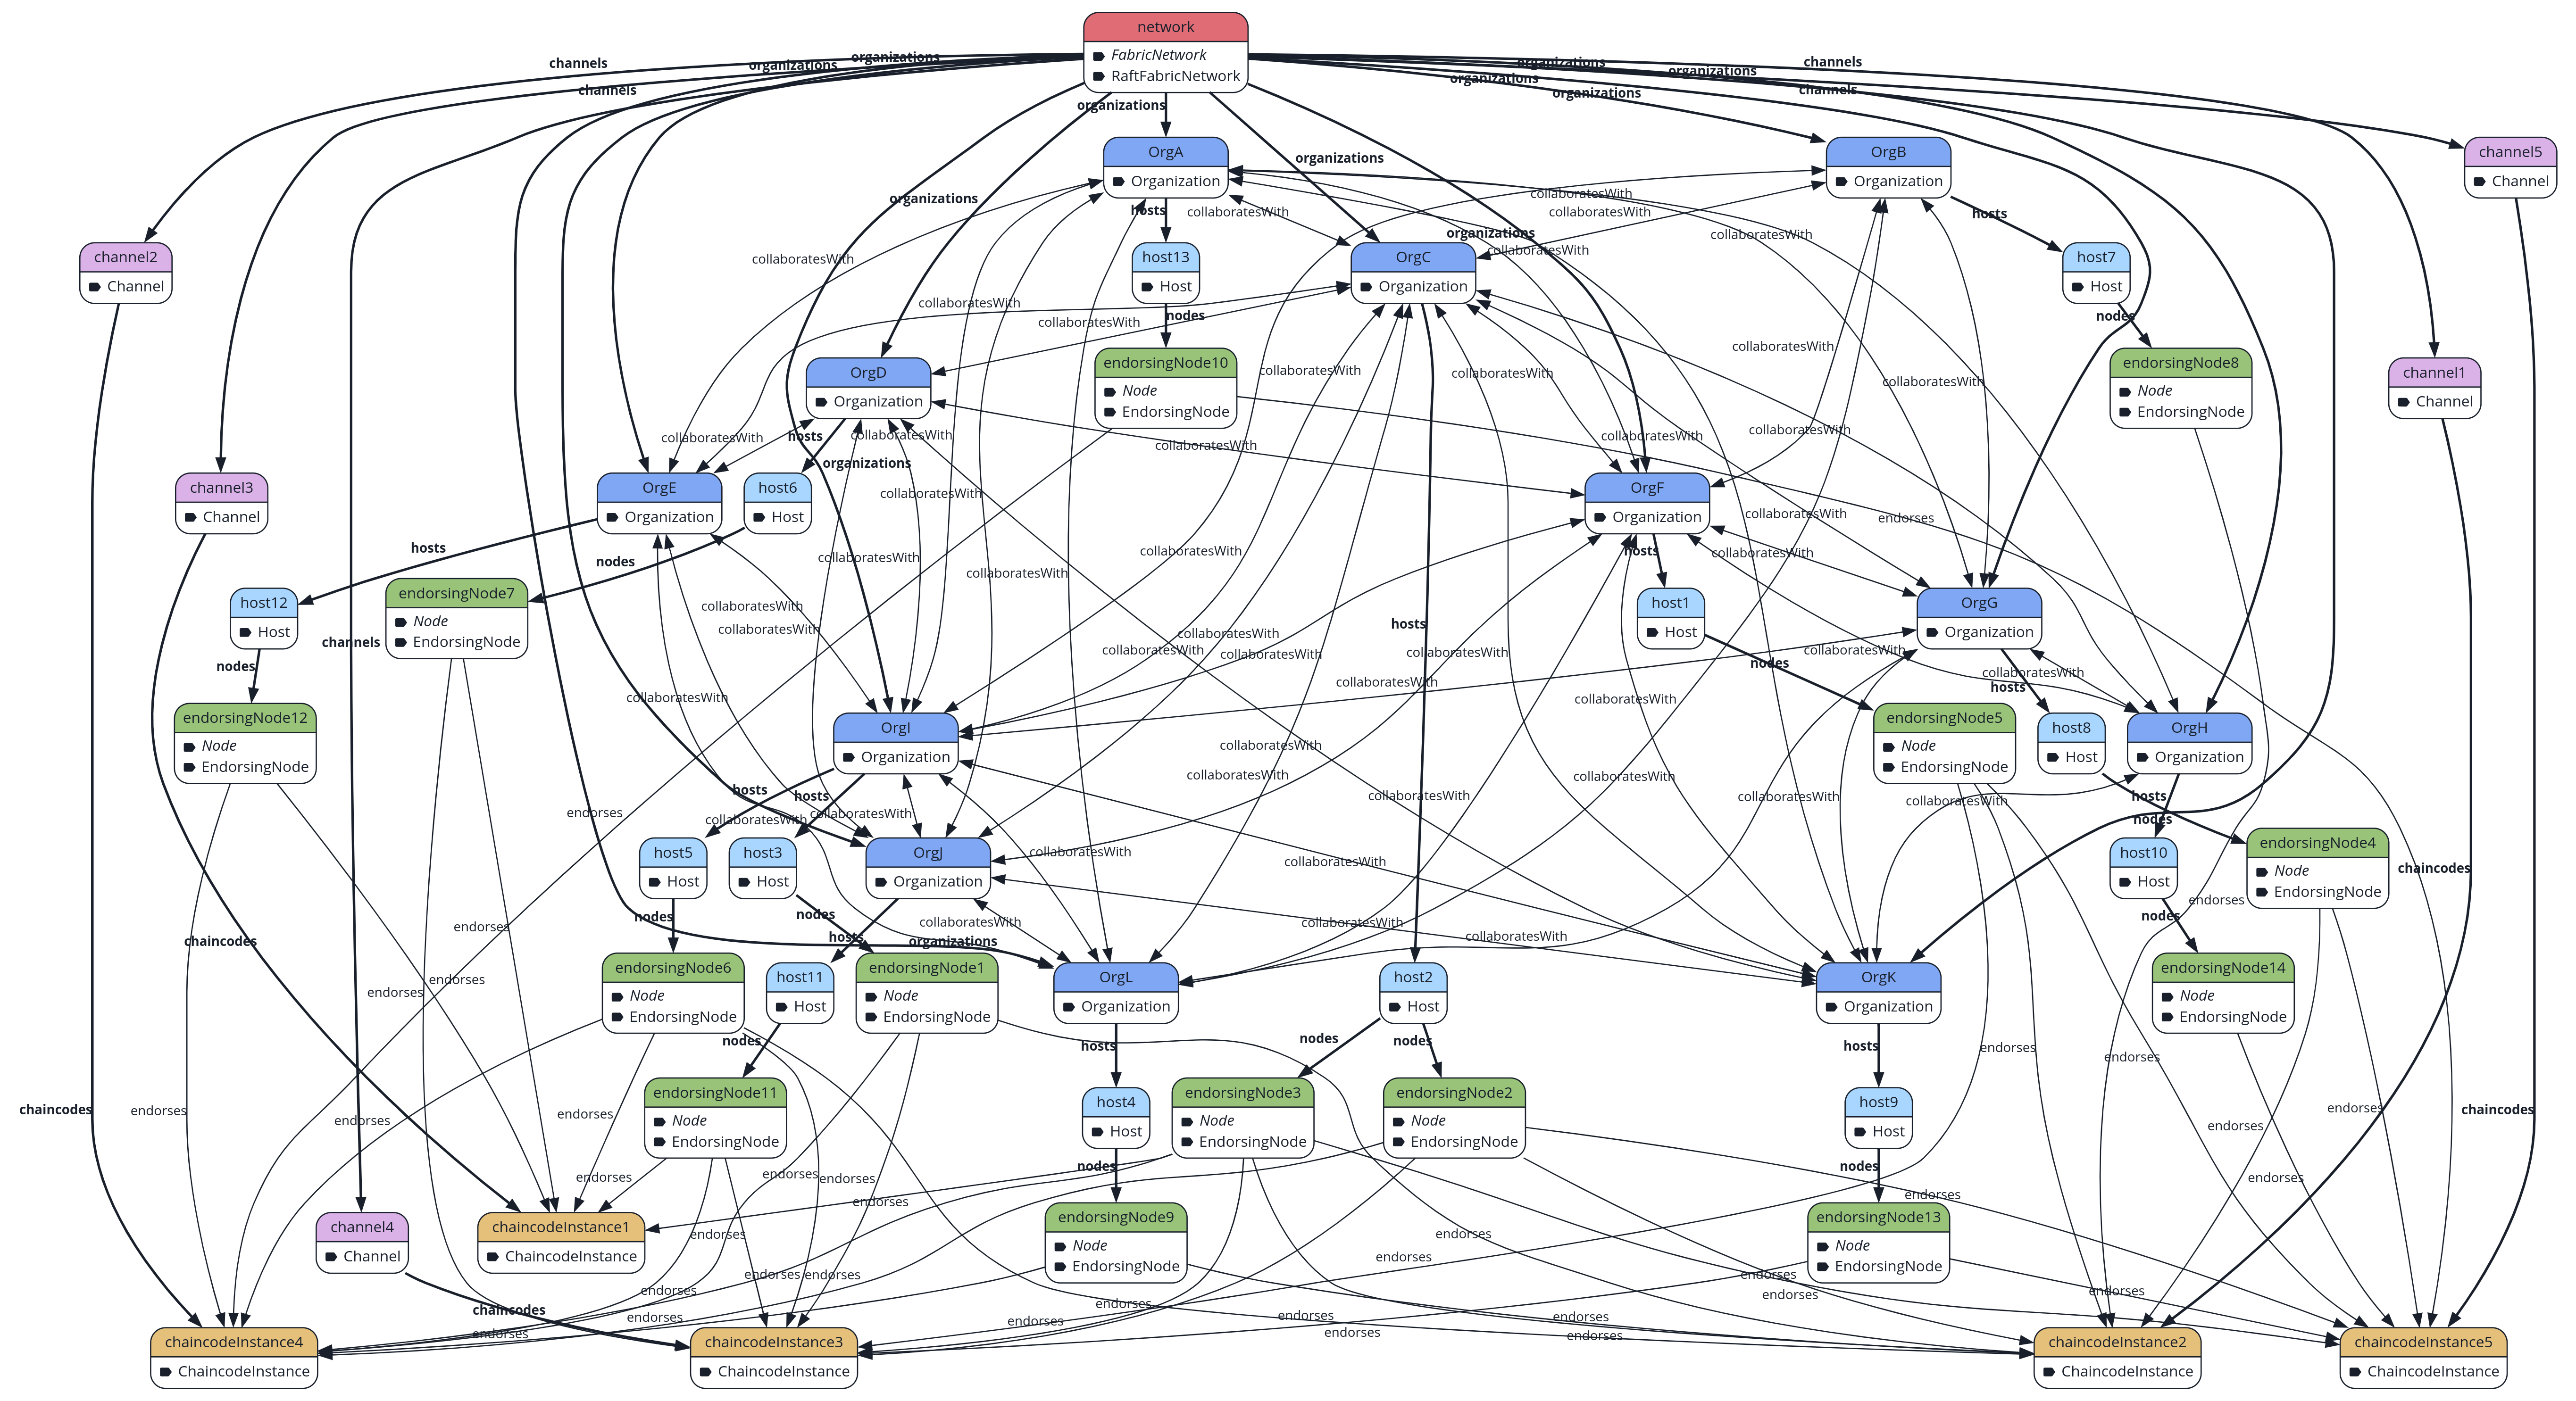 network
FabricNetwork
RaftFabricNetwork
organizations
organizations
channels
channels
organizations
organizations
organizations
organizations
organizations
channels
channels
organizations
OrgA
Organization
OrgB
Organization
channel5
Channel
organizations
organizations
organizations
hosts
collaboratesWith
collaboratesWith
collaboratesWith
hosts
collaboratesWith
collaboratesWith
collaboratesWith
channel2
Channel
host13
Host
OrgC
Organization
host7
Host
collaboratesWith
collaboratesWith
nodes
nodes
collaboratesWith
OrgD
Organization
endorsingNode10
Node
EndorsingNode
collaboratesWith
collaboratesWith
collaboratesWith
endorsingNode8
Node
EndorsingNode
channel1
Channel
collaboratesWith
hosts
collaboratesWith
collaboratesWith
collaboratesWith
collaboratesWith
organizations
channel3
Channel
OrgE
Organization
host6
Host
collaboratesWith
OrgF
Organization
collaboratesWith
endorses
hosts
nodes
collaboratesWith
collaboratesWith
collaboratesWith
hosts
collaboratesWith
host12
Host
endorsingNode7
Node
EndorsingNode
host1
Host
OrgG
Organization
collaboratesWith
collaboratesWith
channels
nodes
collaboratesWith
collaboratesWith
collaboratesWith
hosts
collaboratesWith
collaboratesWith
nodes
collaboratesWith
collaboratesWith
hosts
collaboratesWith
collaboratesWith
collaboratesWith
endorsingNode12
Node
EndorsingNode
OrgI
Organization
endorsingNode5
Node
EndorsingNode
host8
Host
OrgH
Organization
collaboratesWith
collaboratesWith
collaboratesWith
hosts
hosts
collaboratesWith
collaboratesWith
collaboratesWith
hosts
endorses
collaboratesWith
collaboratesWith
nodes
host5
Host
host3
Host
OrgJ
Organization
collaboratesWith
collaboratesWith
host10
Host
endorsingNode4
Node
EndorsingNode
chaincodes
endorses
nodes
nodes
collaboratesWith
collaboratesWith
nodes
endorses
chaincodes
hosts
organizations
collaboratesWith
endorsingNode6
Node
EndorsingNode
host11
Host
endorsingNode1
Node
EndorsingNode
OrgL
Organization
host2
Host
OrgK
Organization
endorsingNode14
Node
EndorsingNode
endorses
endorses
nodes
hosts
nodes
nodes
hosts
endorses
endorses
endorsingNode11
Node
EndorsingNode
host4
Host
endorsingNode3
Node
EndorsingNode
endorsingNode2
Node
EndorsingNode
host9
Host
chaincodes
endorses
endorses
endorses
endorses
endorses
chaincodes
endorses
endorses
endorses
nodes
nodes
endorses
endorses
endorses
channel4
Channel
chaincodeInstance1
ChaincodeInstance
endorsingNode9
Node
EndorsingNode
endorsingNode13
Node
EndorsingNode
endorses
endorses
endorses
endorses
endorses
endorses
endorses
endorses
endorses
chaincodes
endorses
endorses
endorses
endorses
endorses
endorses
endorses
endorses
chaincodeInstance4
ChaincodeInstance
chaincodeInstance3
ChaincodeInstance
chaincodeInstance2
ChaincodeInstance
chaincodeInstance5
ChaincodeInstance